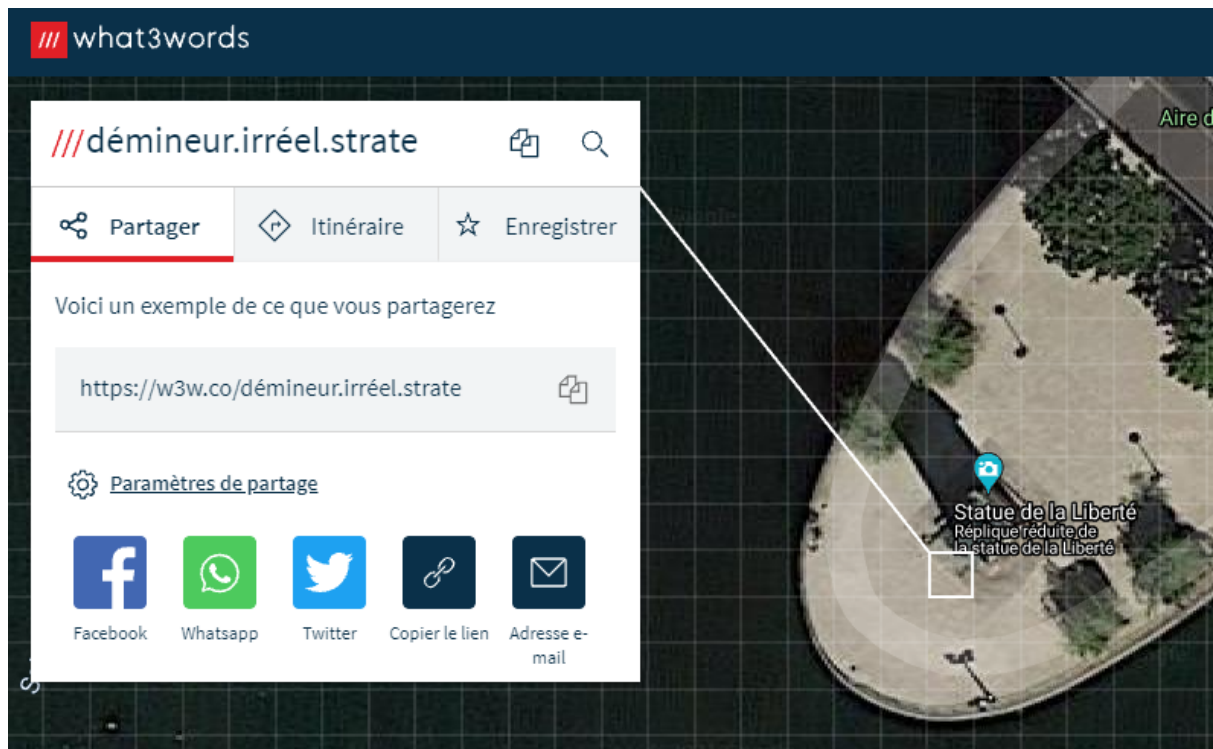 /// what3words
///démineur.irréel.strate
Partager
Itinéraire
Enregistrer
Voici un exemple de ce que vous partagerez
https://w3w.co/démineur.irréel.strate
Paramètres de partage
Facebook
Whatsapp
Twitter
Copier le lien
Adresse e-
mail
Aire d
Statue de la Liberté
Réplique réduite de
la statue de la Liberté